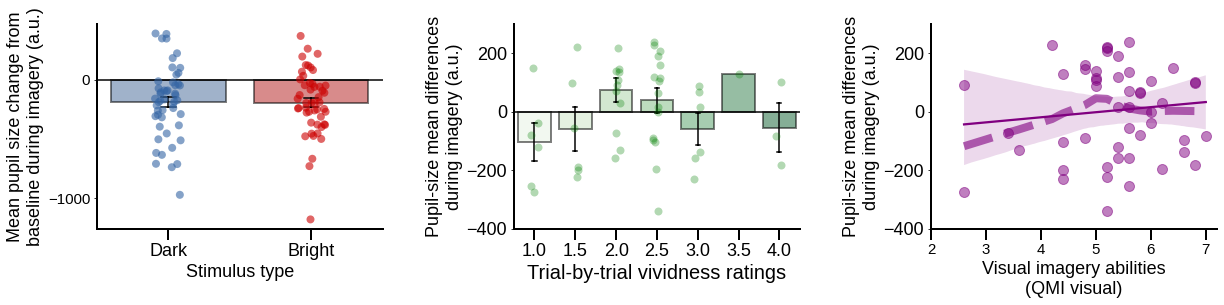 Mean pupil size change from
baseline during imagery (a.u.)
0
−1000
Dark
Bright
Stimulus type
Pupil-size mean differences
during imagery (a.u.)
200
0
−200
−400
1.0
1.5
2.0
2.5
3.0
3.5
4.0
Trial-by-trial vividness ratings
Pupil-size mean differences
during imagery (a.u.)
200
0
−200
−400
2
3
4
5
6
7
Visual imagery abilities
(QMI visual)